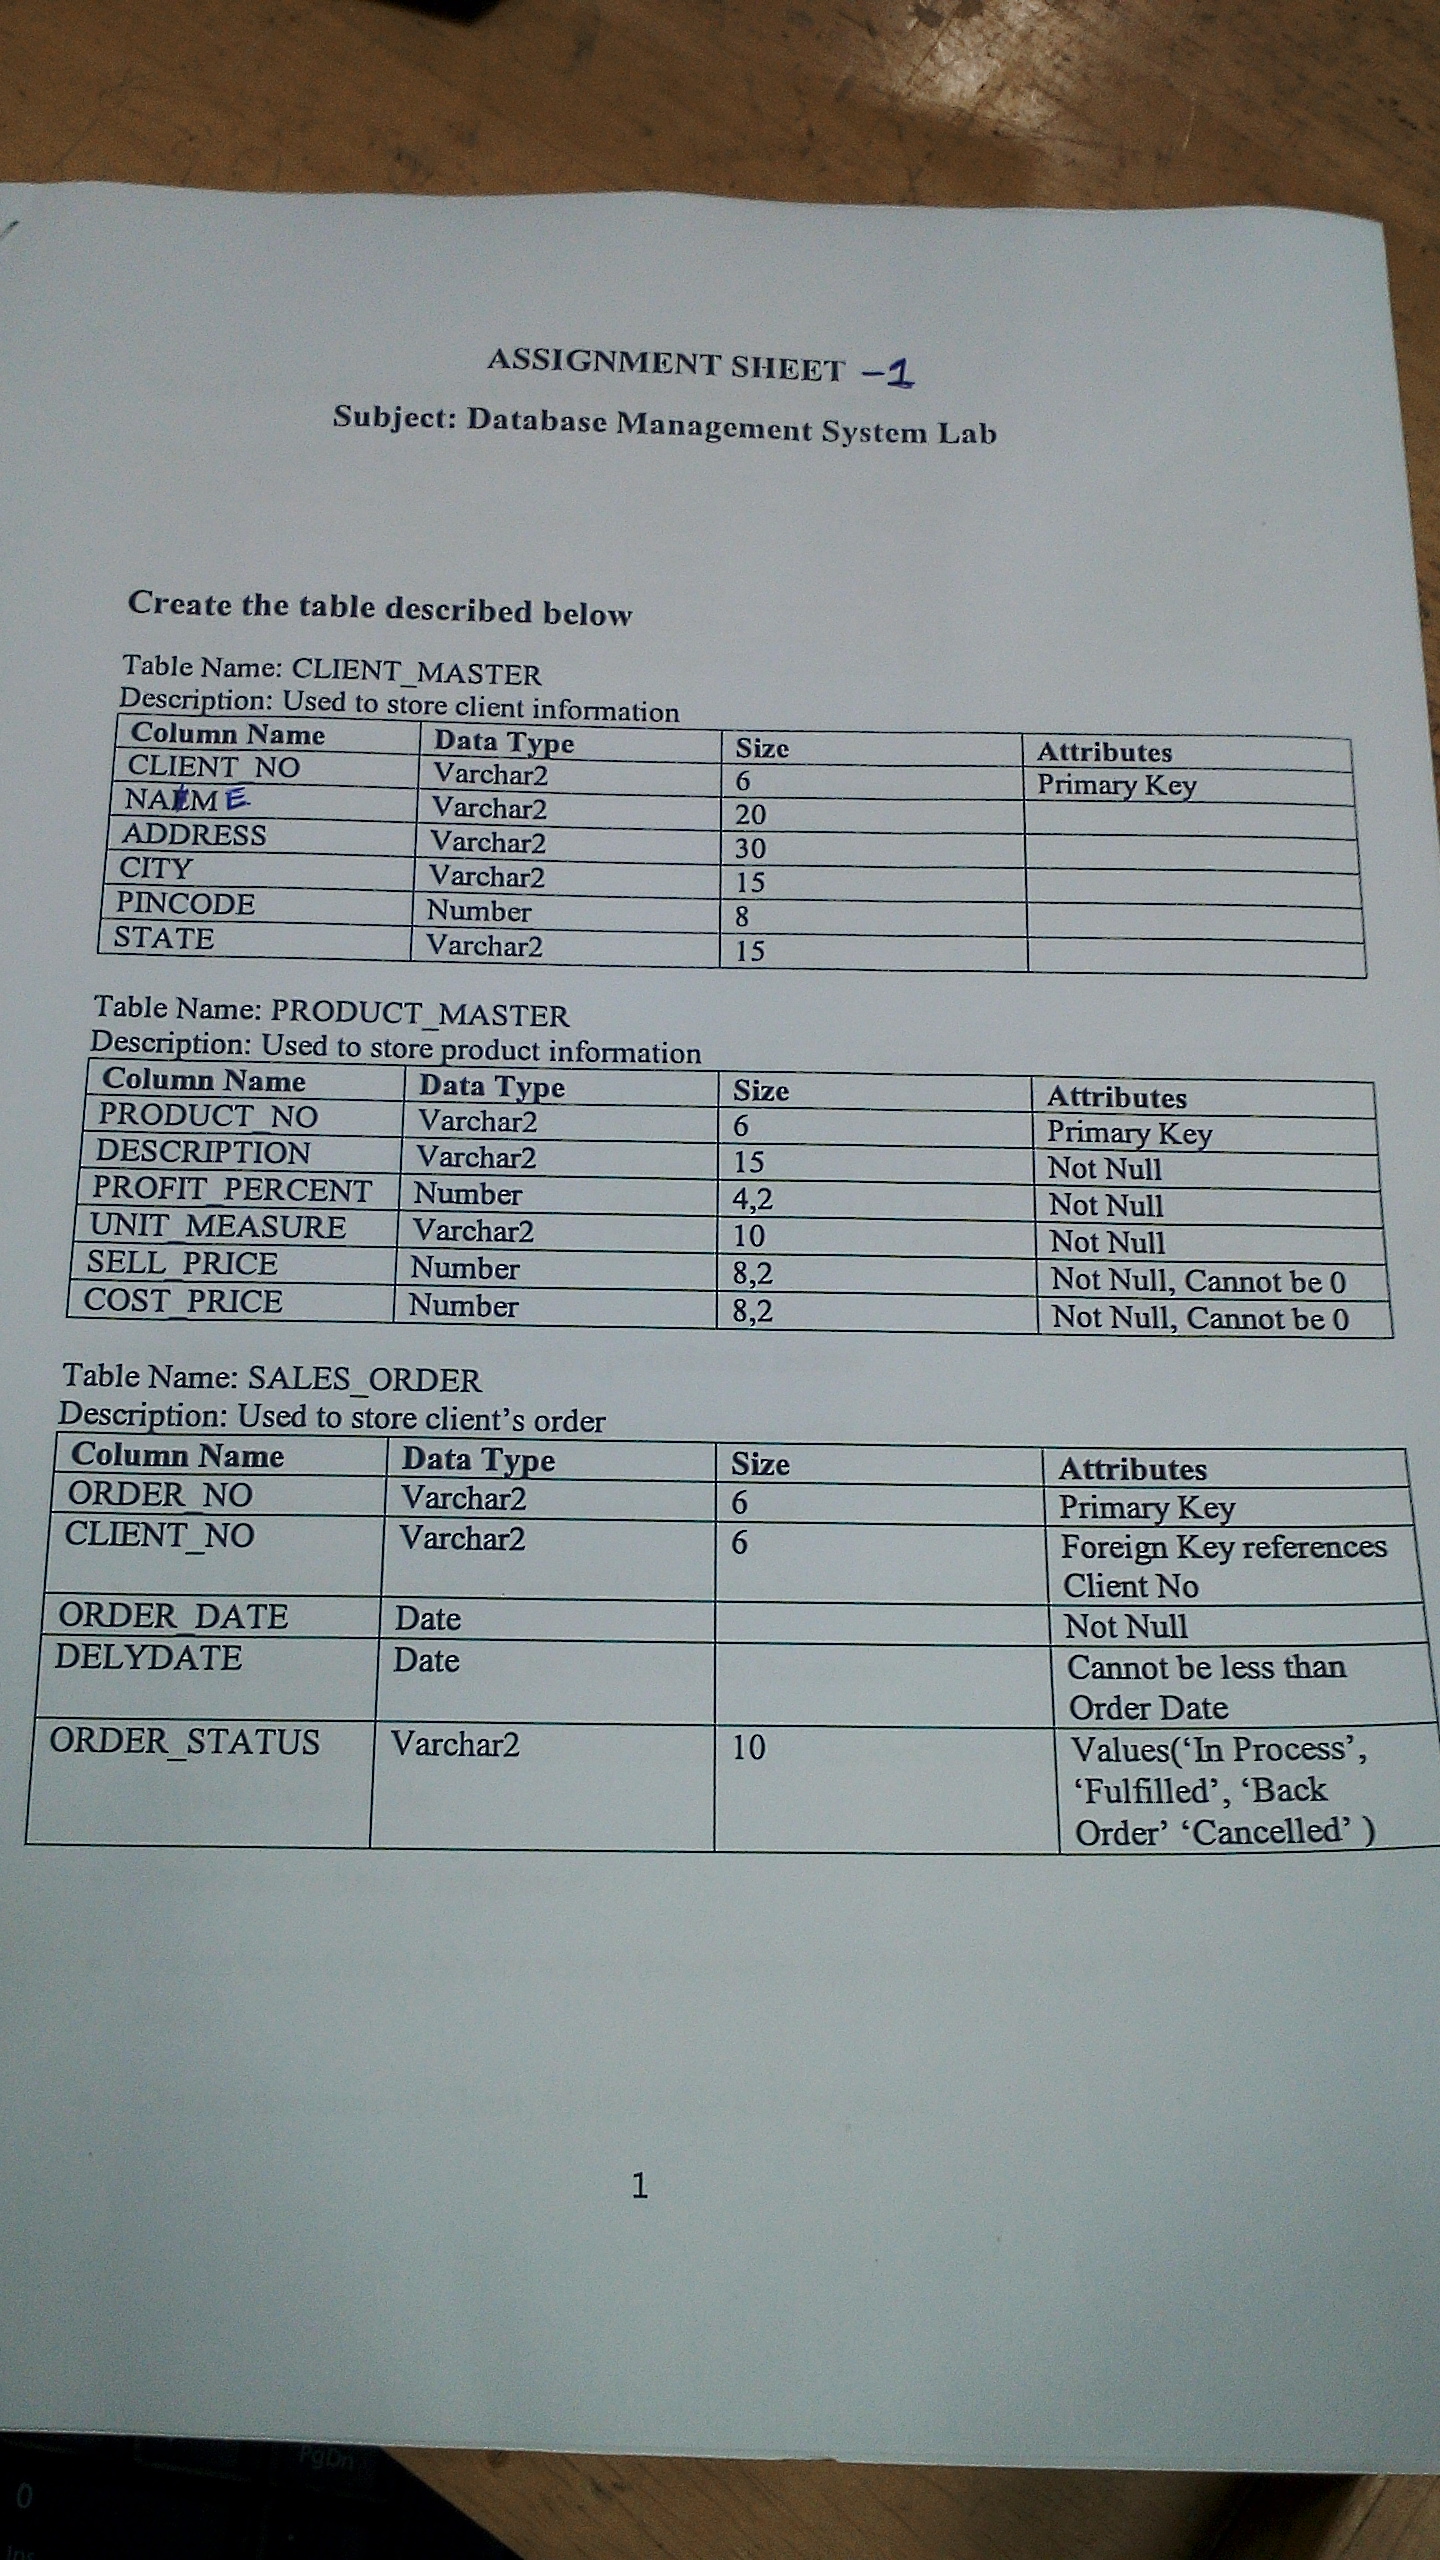 ASSIGNMENT SHEET -1
Subject: Database Management System Lab
Create the table described below
Table Name: CLIENT_MASTER
Description: Used to store client information
Column Name Data Type Size Attributes
CLIENT_NO Varchar2 6 Primary Key
NAME Varchar2 20
ADDRESS Varchar2 30
CITY Varchar2 15
PINCODE Number 8
STATE Varchar2 15
Table Name: PRODUCT_MASTER
Description: Used to store product information
Column Name Data Type Size Attributes
PRODUCT_NO Varchar2 6 Primary Key
DESCRIPTION Varchar2 15 Not Null
PROFIT_PERCENT Number 4,2 Not Null
UNIT_MEASURE Varchar2 10 Not Null
SELL_PRICE Number 8,2 Not Null, Cannot be 0
COST_PRICE Number 8,2 Not Null, Cannot be 0
Table Name: SALES_ORDER
Description: Used to store client’s order
Column Name Data Type Size Attributes
ORDER_NO Varchar2 6 Primary Key
CLIENT_NO Varchar2 6 Foreign Key references
Client No
ORDER_DATE Date Not Null
DELYDATE Date Cannot be less than
Order Date
ORDER_STATUS Varchar2 10 Values(‘In Process’,
‘Fulfilled’, ‘Back
Order’ ‘Cancelled’ )
1
PgDn
0
Ins